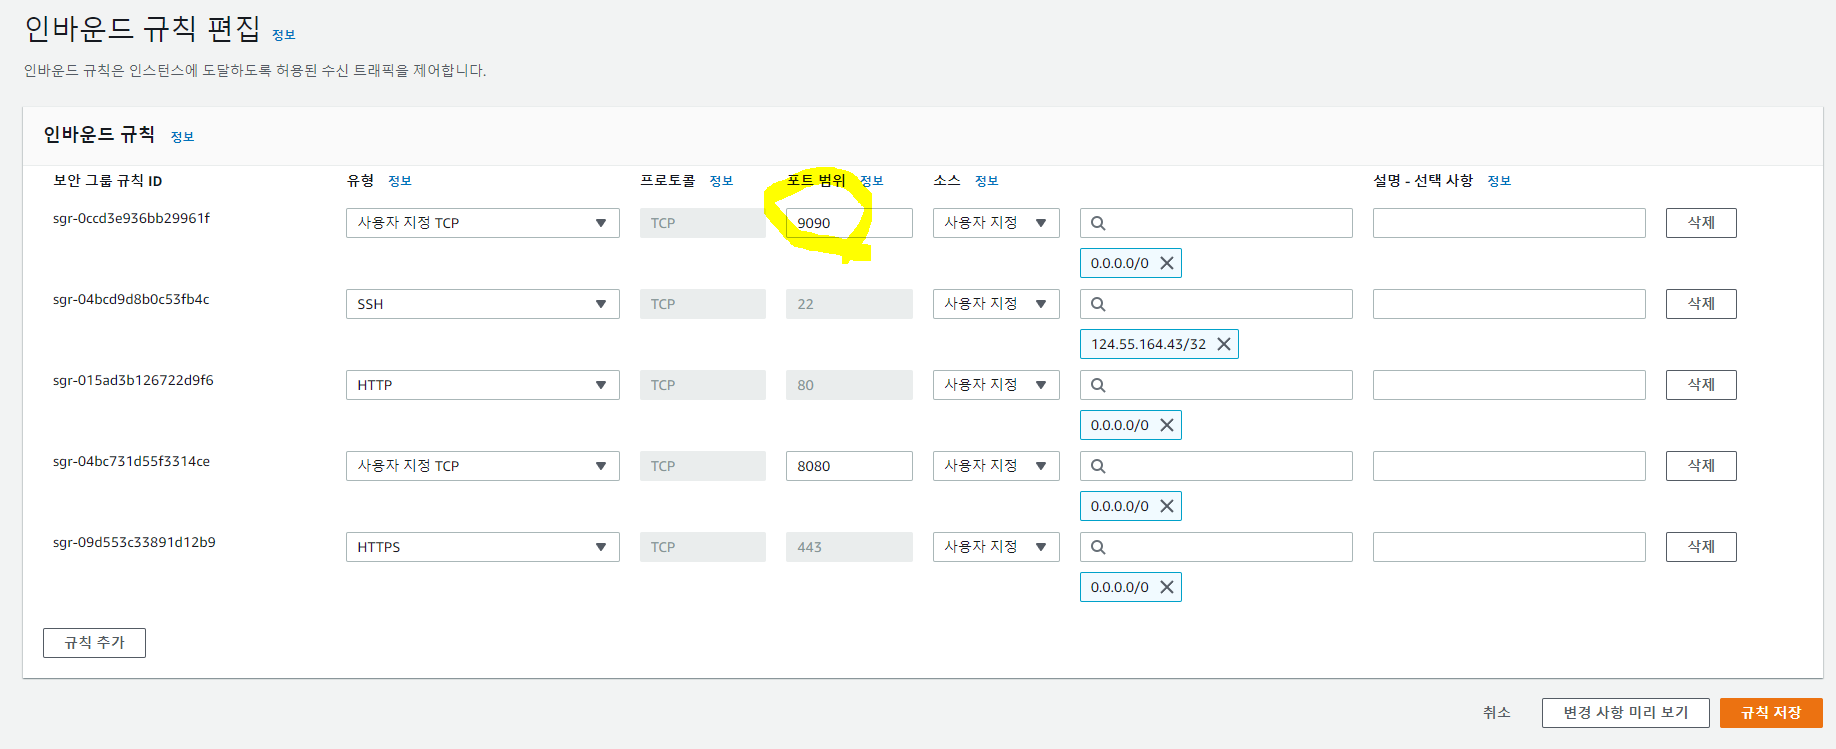 인바운드 규칙 편집 정보
인바운드 규칙은 인스턴스에 도달하도록 허용된 수신 트래픽을 제어합니다.
인바운드 규칙 정보
보안 그룹 규칙 ID 유형 정보 프로토콜 정보 포트 범위 정보 소스 정보 설명 - 선택 사항 정보
sgr-0ccd3e936bb29961f 사용자 지정 TCP TCP 9090 사용자 지정 삭제
0.0.0.0/0
sgr-04bcd9d8b0c53fb4c SSH TCP 22 사용자 지정 삭제
124.55.164.43/32
sgr-015ad3b126722d9f6 HTTP TCP 80 사용자 지정 삭제
0.0.0.0/0
sgr-04bc731d55f3314ce 사용자 지정 TCP TCP 8080 사용자 지정 삭제
0.0.0.0/0
sgr-09d553c33891d12b9 HTTPS TCP 443 사용자 지정 삭제
0.0.0.0/0
규칙 추가
취소 변경 사항 미리 보기 규칙 저장